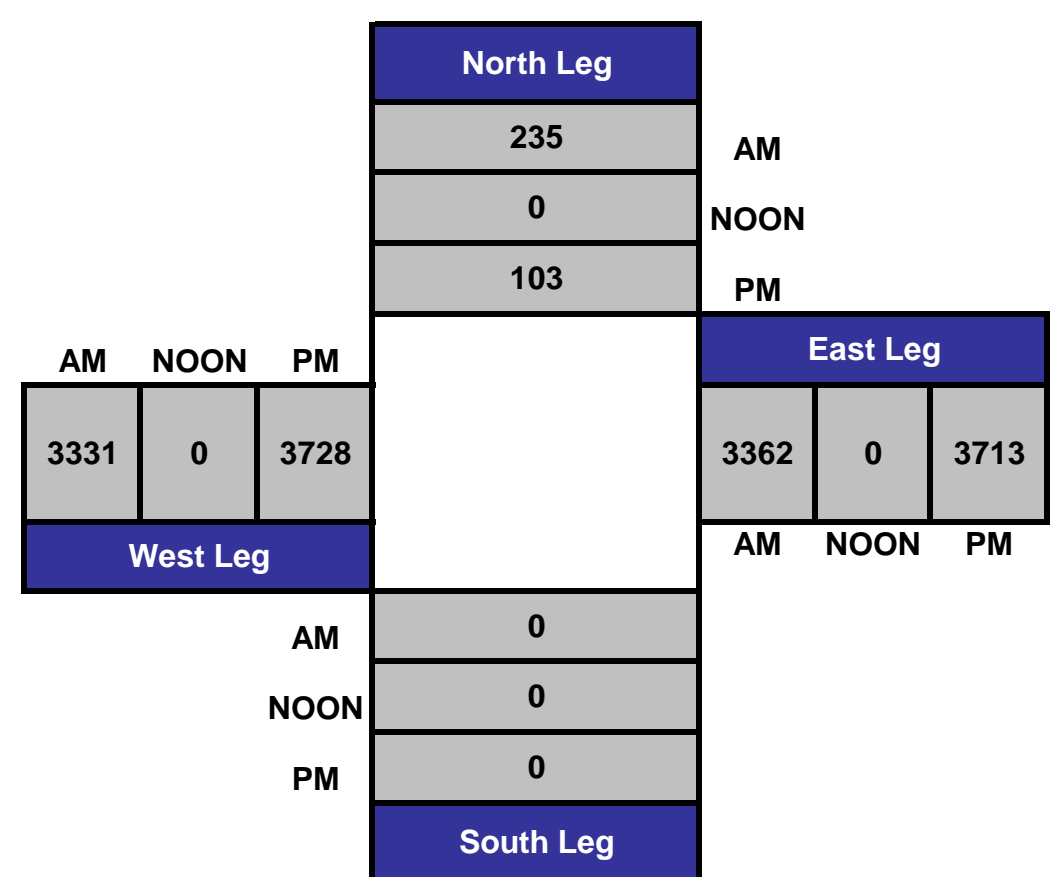 North Leg
235
AM
0
NOON
103
PM
East Leg
AM NOON PM
3331 0 3728
3362 0 3713
West Leg
AM NOON PM
AM
0
NOON
0
PM
0
South Leg